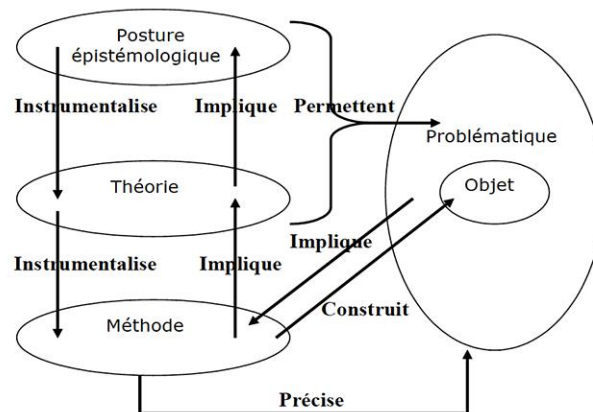 Posture
épistémologique
Instrumentalise
Implique
Permettent
Problématique
Théorie
Objet
Instrumentalise
Implique
Implique
Construit
Méthode
Précise